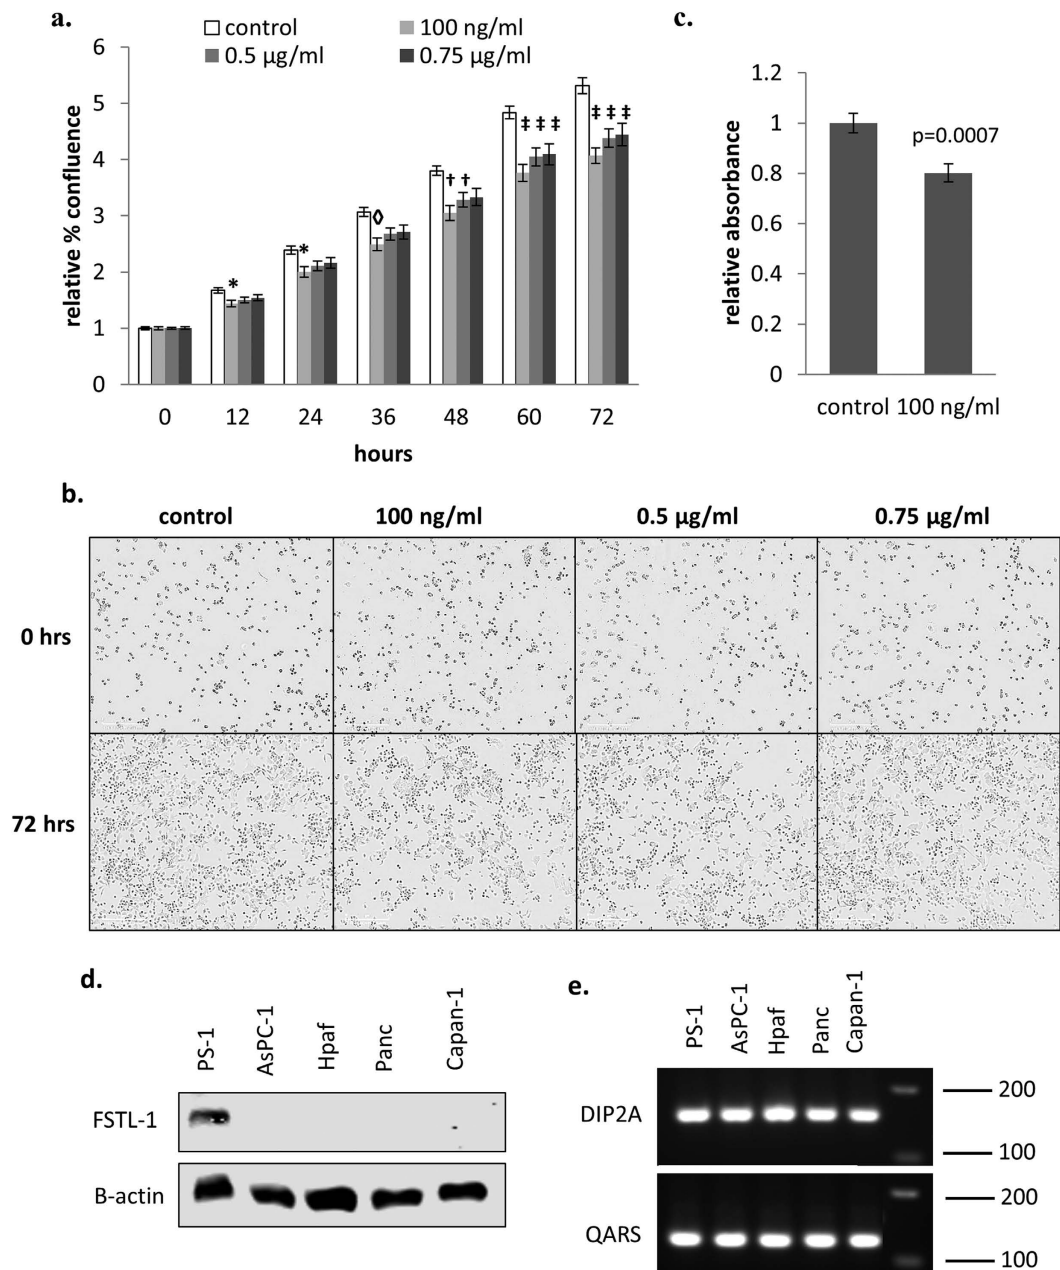 a.
control
100 ng/ml
0.5 µg/ml
0.75 µg/ml
relative % confluence
6
5
4
3
2
1
0
*
*
◊
† †
‡ ‡ ‡
‡ ‡ ‡
0 12 24 36 48 60 72
hours
c.
relative absorbance
1.2
1
0.8
0.6
0.4
0.2
0
p=0.0007
control 100 ng/ml
b.
control 100 ng/ml 0.5 µg/ml 0.75 µg/ml
0 hrs
72 hrs
d.
PS-1
AsPC-1
Hpaf
Panc
Capan-1
FSTL-1
B-actin
e.
PS-1
AsPC-1
Hpaf
Panc
Capan-1
DIP2A
200
100
QARS
200
100